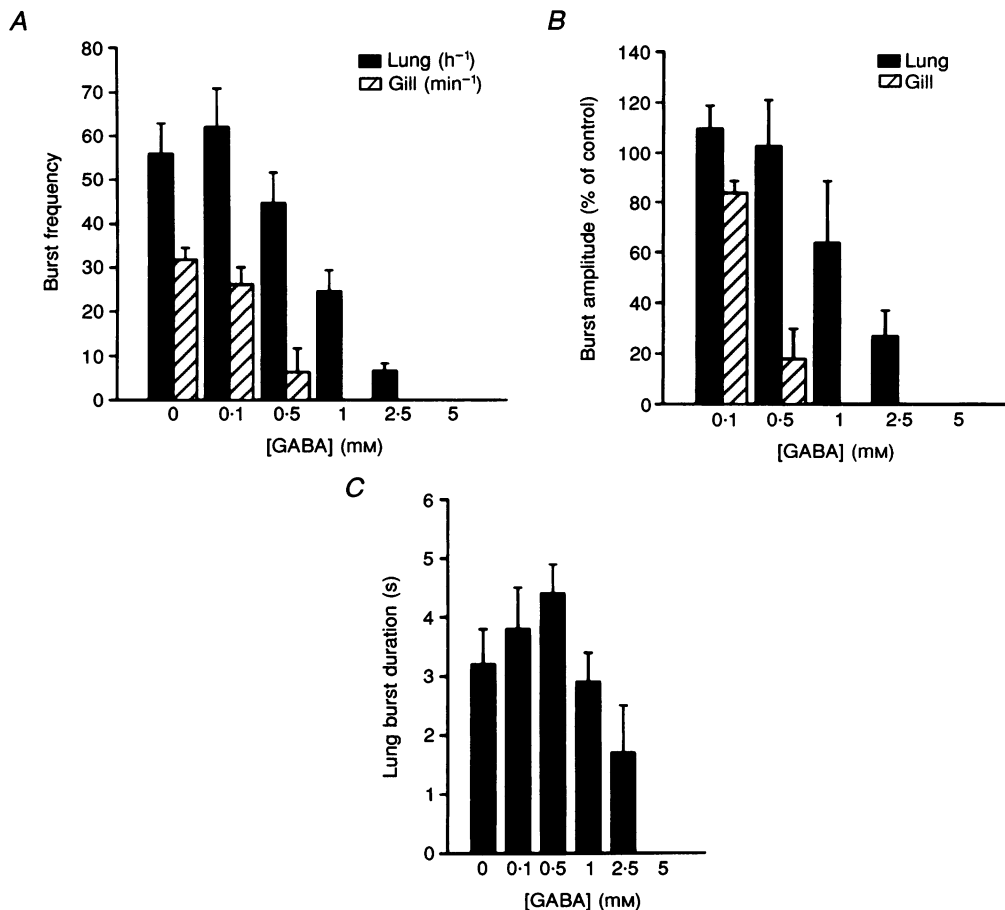 A
80
70
60
50
40
30
20
10
0
Burst frequency
Lung (h⁻¹)
Gill (min⁻¹)
0 0·1 0·5 1 2·5 5
[GABA] (mM)
B
140
120
100
80
60
40
20
0
Burst amplitude (% of control)
Lung
Gill
0·1 0·5 1 2·5 5
[GABA] (mM)
C
6
5
4
3
2
1
0
Lung burst duration (s)
0 0·1 0·5 1 2·5 5
[GABA] (mM)